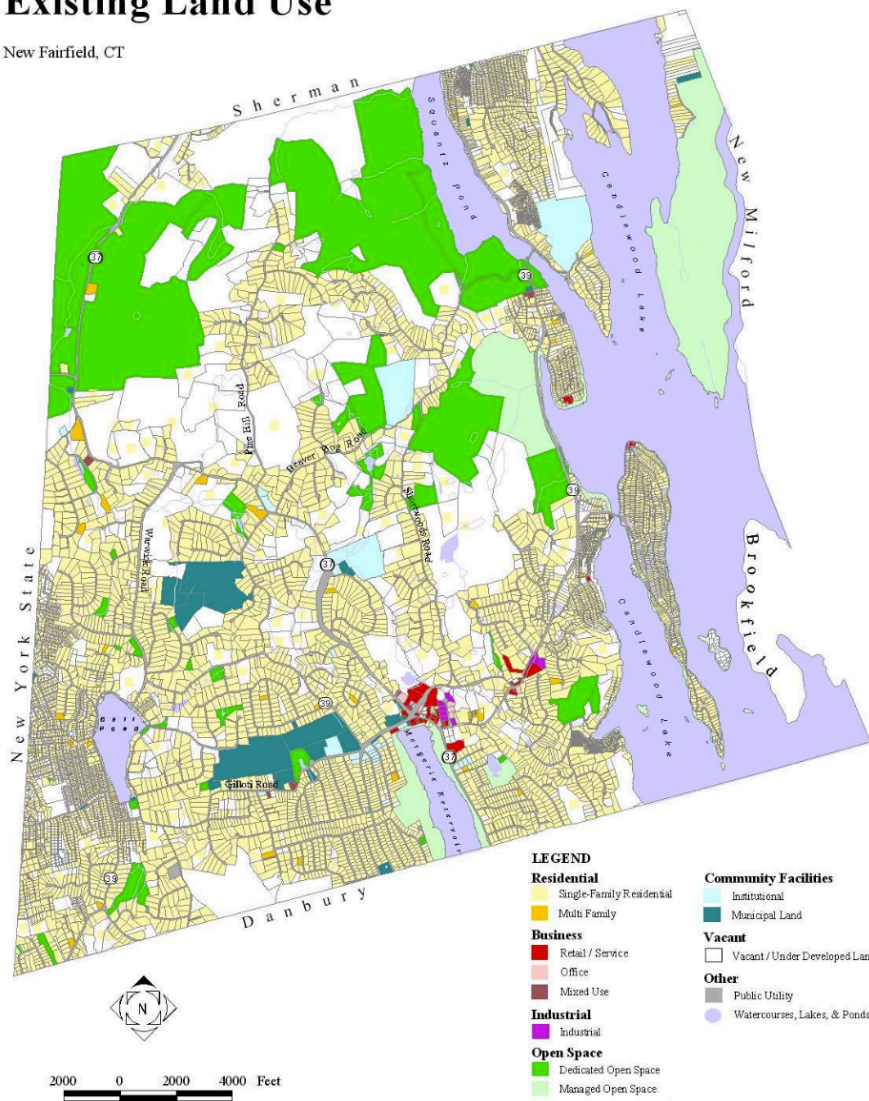 Existing Land Use
New Fairfield, CT
Sherman
Squantz Pond
New Milford
Candlewood Lake
37
39
Pine Hill Road
Beaver Bog Road
39
Shortwoods Road
Warwick Road
37
New York State
Brookfield
Candlewood Lake
Ball Pond
39
37
Margerie Reservoir
Gillotti Road
39
Danbury
N
2000 0 2000 4000 Feet
LEGEND
Residential
Single-Family Residential
Multi Family
Business
Retail / Service
Office
Mixed Use
Industrial
Industrial
Open Space
Dedicated Open Space
Managed Open Space
Community Facilities
Institutional
Municipal Land
Vacant
Vacant / Under Developed Lan
Other
Public Utility
Watercourses, Lakes, & Ponds